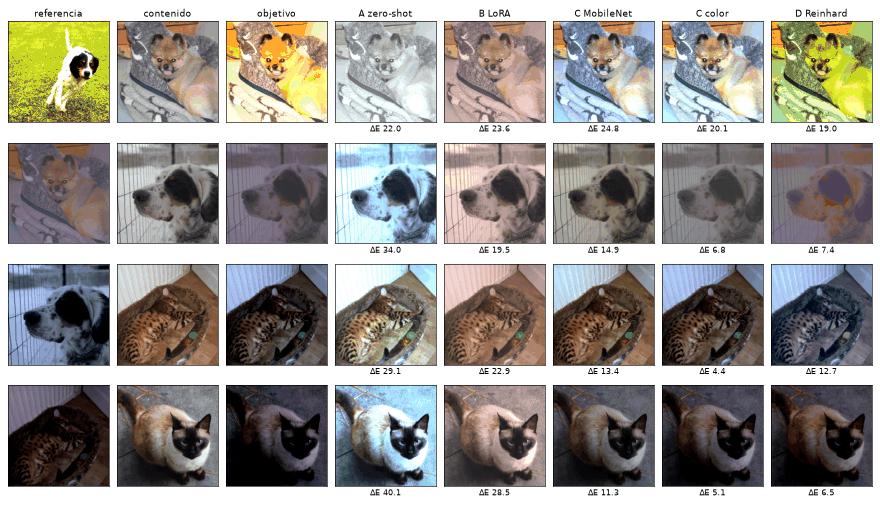 referencia contenido objetivo A zero-shot B LoRA C MobileNet C color D Reinhard
ΔE 22.0 ΔE 23.6 ΔE 24.8 ΔE 20.1 ΔE 19.0
ΔE 34.0 ΔE 19.5 ΔE 14.9 ΔE 6.8 ΔE 7.4
ΔE 29.1 ΔE 22.9 ΔE 13.4 ΔE 4.4 ΔE 12.7
ΔE 40.1 ΔE 28.5 ΔE 11.3 ΔE 5.1 ΔE 6.5